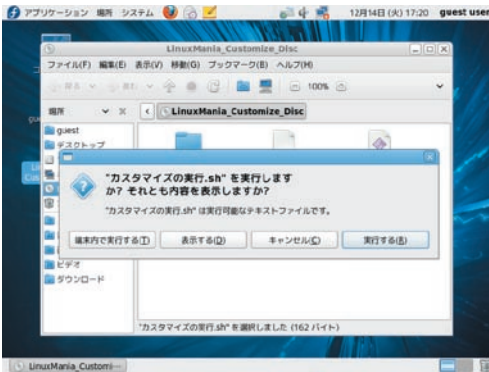 アプリケーション 場所 システム
12月14日 (火) 17:20 guest user
LinuxMania_Customize_Disc
ファイル(F) 編集(E) 表示(V) 移動(G) ブックマーク(B) ヘルプ(H)
100%
場所
LinuxMania_Customize_Disc
guest
デスクトップ
"カスタマイズの実行.sh" を実行します
か? それとも内容を表示しますか?
"カスタマイズの実行.sh" は実行可能なテキストファイルです。
端末内で実行する(T) 表示する(D) キャンセル(C) 実行する(R)
ビデオ
ダウンロード
"カスタマイズの実行.sh" を選択しました (162 バイト)
LinuxMania_Customi…